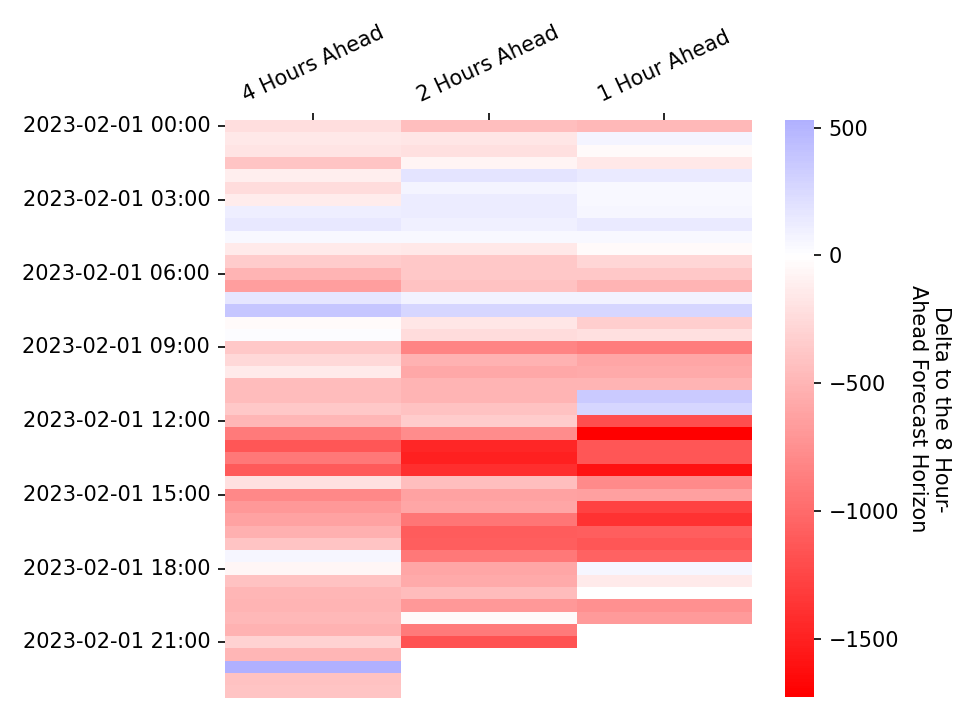 4 Hours Ahead
2 Hours Ahead
1 Hour Ahead
2023-02-01 00:00
2023-02-01 03:00
2023-02-01 06:00
2023-02-01 09:00
2023-02-01 12:00
2023-02-01 15:00
2023-02-01 18:00
2023-02-01 21:00
500
0
−500
−1000
−1500
Delta to the 8 Hour-
Ahead Forecast Horizon